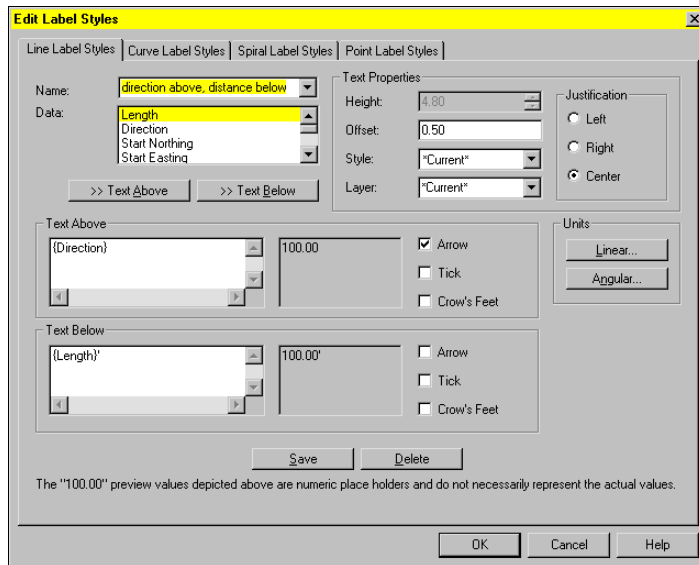 Edit Label Styles
Line Label Styles Curve Label Styles Spiral Label Styles Point Label Styles
Name: direction above, distance below
Data: Length
Direction
Start Northing
Start Easting
>> Text Above >> Text Below
Text Properties
Height: 4.80
Offset: 0.50
Style: *Current*
Layer: *Current*
Justification
Left
Right
Center
Text Above
{Direction} 100.00
Arrow
Tick
Crow's Feet
Units
Linear...
Angular...
Text Below
{Length}' 100.00'
Arrow
Tick
Crow's Feet
Save Delete
The "100.00" preview values depicted above are numeric place holders and do not necessarily represent the actual values.
OK Cancel Help